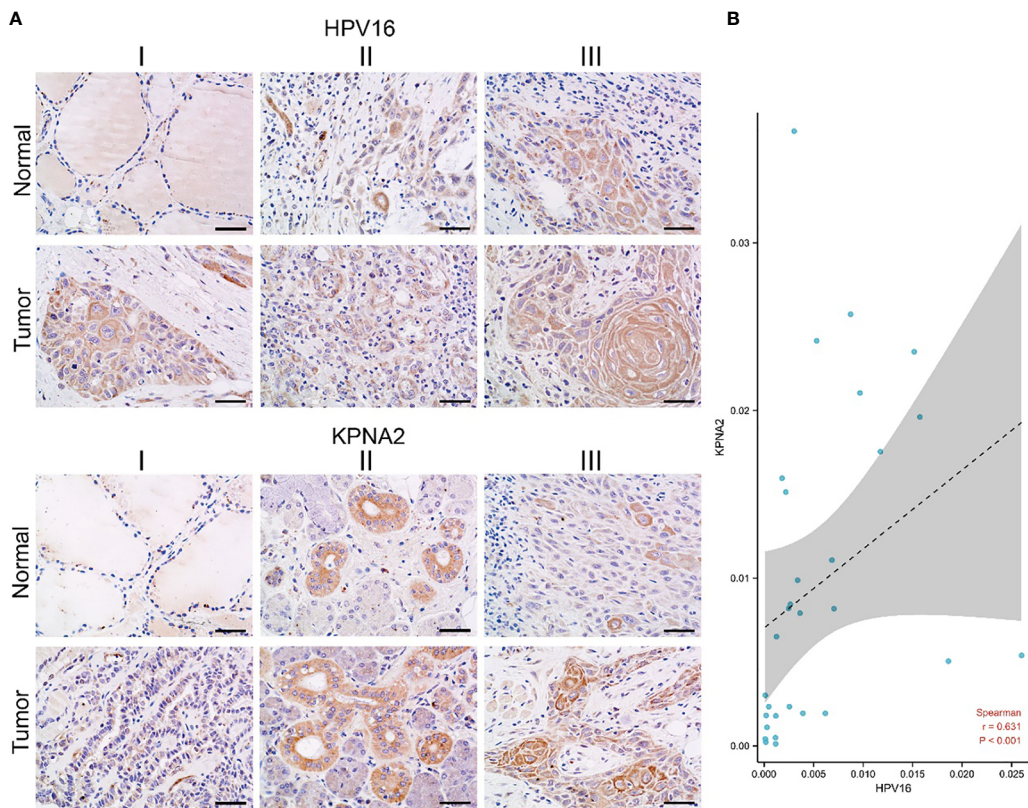 A
HPV16
I II III
Normal
Tumor
KPNA2
I II III
Normal
Tumor
B
KPNA2
0.03
0.02
0.01
0.00
Spearman
r = 0.631
P < 0.001
0.000 0.005 0.010 0.015 0.020 0.025
HPV16